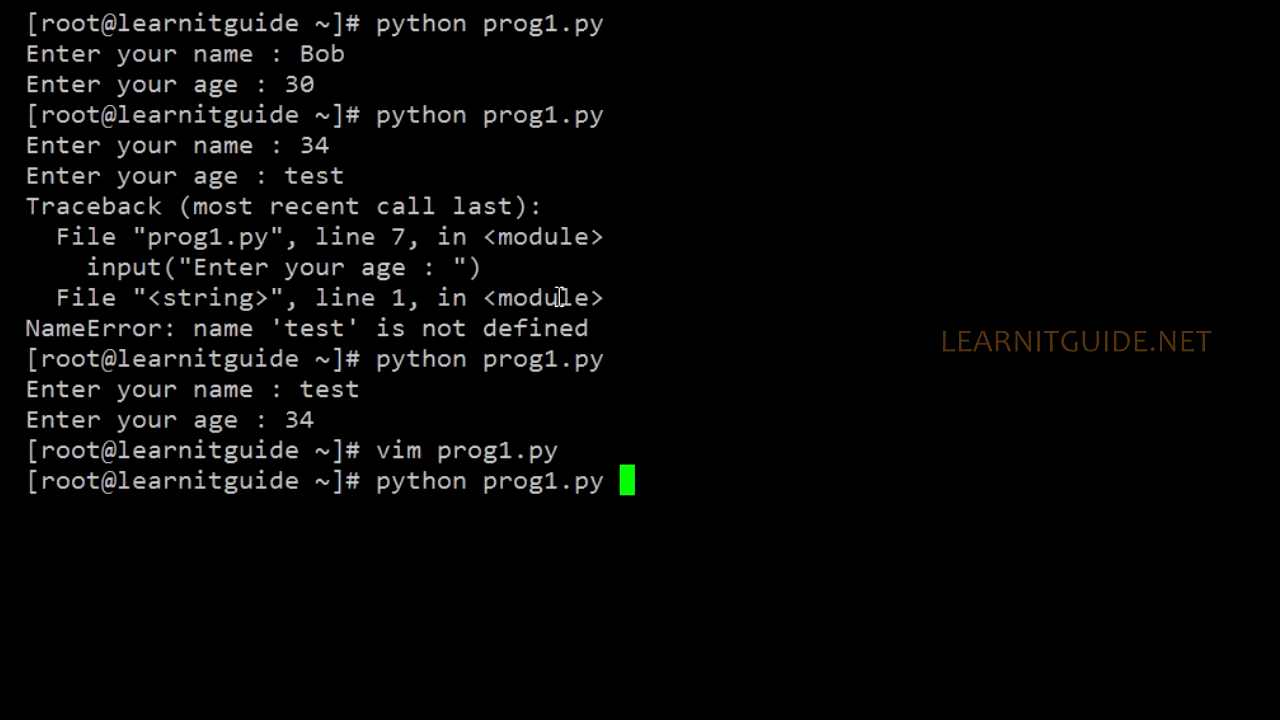 [root@learnitguide ~]# python prog1.py
Enter your name : Bob
Enter your age : 30
[root@learnitguide ~]# python prog1.py
Enter your name : 34
Enter your age : test
Traceback (most recent call last):
  File "prog1.py", line 7, in <module>
    input("Enter your age : ")
  File "<string>", line 1, in <module>
NameError: name 'test' is not defined
[root@learnitguide ~]# python prog1.py
Enter your name : test
Enter your age : 34
[root@learnitguide ~]# vim prog1.py
[root@learnitguide ~]# python prog1.py
LEARNITGUIDE.NET